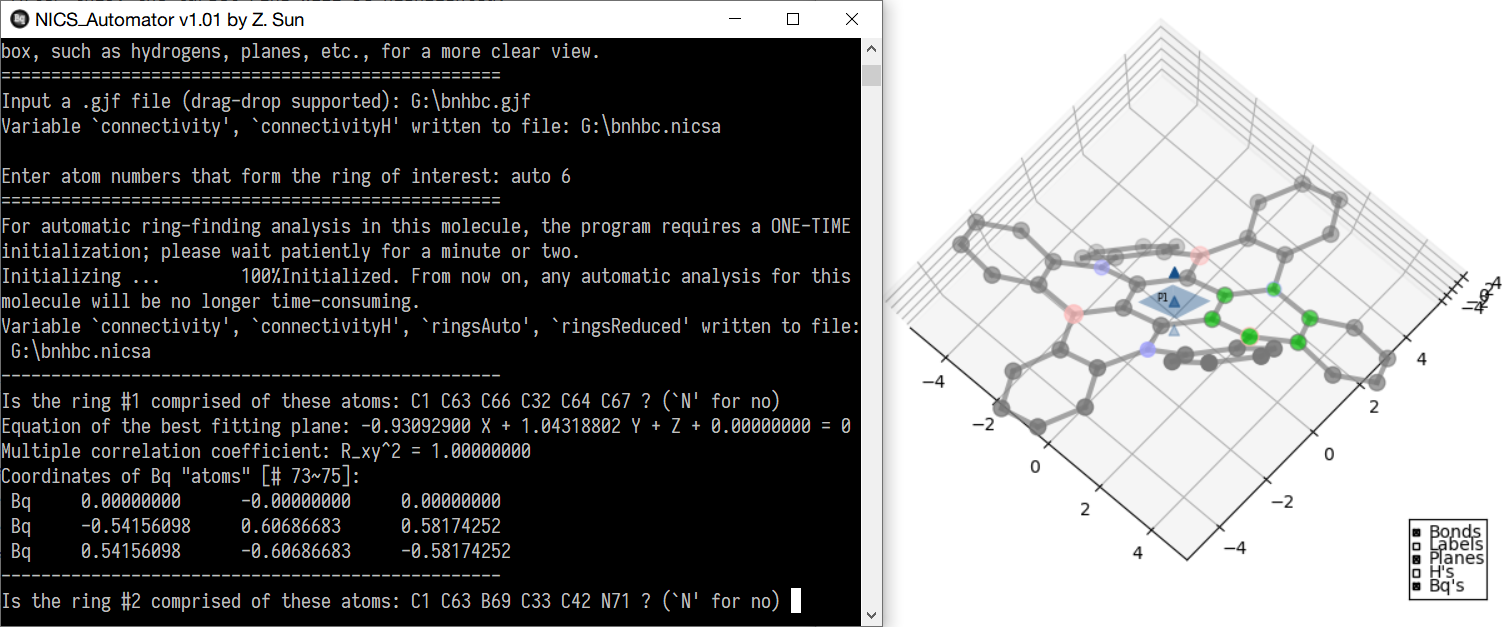 NICS_Automator v1.01 by Z. Sun
box, such as hydrogens, planes, etc., for a more clear view.
==================================================
Input a .gjf file (drag-drop supported): G:\bnhbc.gjf
Variable `connectivity', `connectivityH' written to file: G:\bnhbc.nicsa
Enter atom numbers that form the ring of interest: auto 6
==================================================
For automatic ring-finding analysis in this molecule, the program requires a ONE-TIME
initialization; please wait patiently for a minute or two.
Initializing ...       100%Initialized. From now on, any automatic analysis for this
molecule will be no longer time-consuming.
Variable `connectivity', `connectivityH', `ringsAuto', `ringsReduced' written to file:
G:\bnhbc.nicsa
--------------------------------------------------
Is the ring #1 comprised of these atoms: C1 C63 C66 C32 C64 C67 ? (`N' for no)
Equation of the best fitting plane: -0.93092900 X + 1.04318802 Y + Z + 0.00000000 = 0
Multiple correlation coefficient: R_xy^2 = 1.00000000
Coordinates of Bq "atoms" [# 73~75]:
Bq     0.00000000      -0.00000000     0.00000000
Bq     -0.54156098     0.60686683      0.58174252
Bq     0.54156098      -0.60686683     -0.58174252
--------------------------------------------------
Is the ring #2 comprised of these atoms: C1 C63 B69 C33 C42 N71 ? (`N' for no)
P1
−4
−2
0
2
4
−4
−2
0
2
4
−4
4
Bonds
Labels
Planes
H's
Bq's